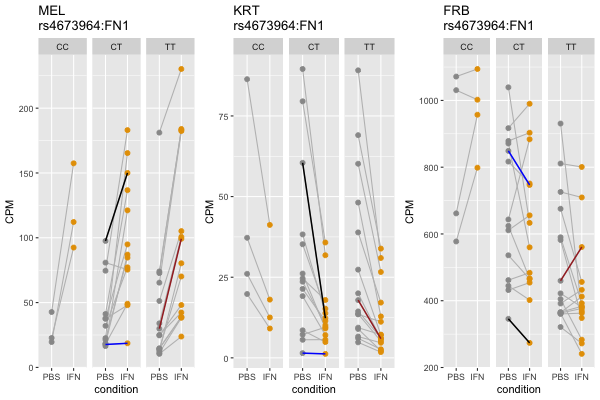 MEL
rs4673964:FN1
CC CT TT
CPM
200
150
100
50
0
PBS IFN PBS IFN PBS IFN
condition
KRT
rs4673964:FN1
CC CT TT
CPM
75
50
25
0
PBS IFN PBS IFN PBS IFN
condition
FRB
rs4673964:FN1
CC CT TT
CPM
1000
800
600
400
200
PBS IFN PBS IFN PBS IFN
condition